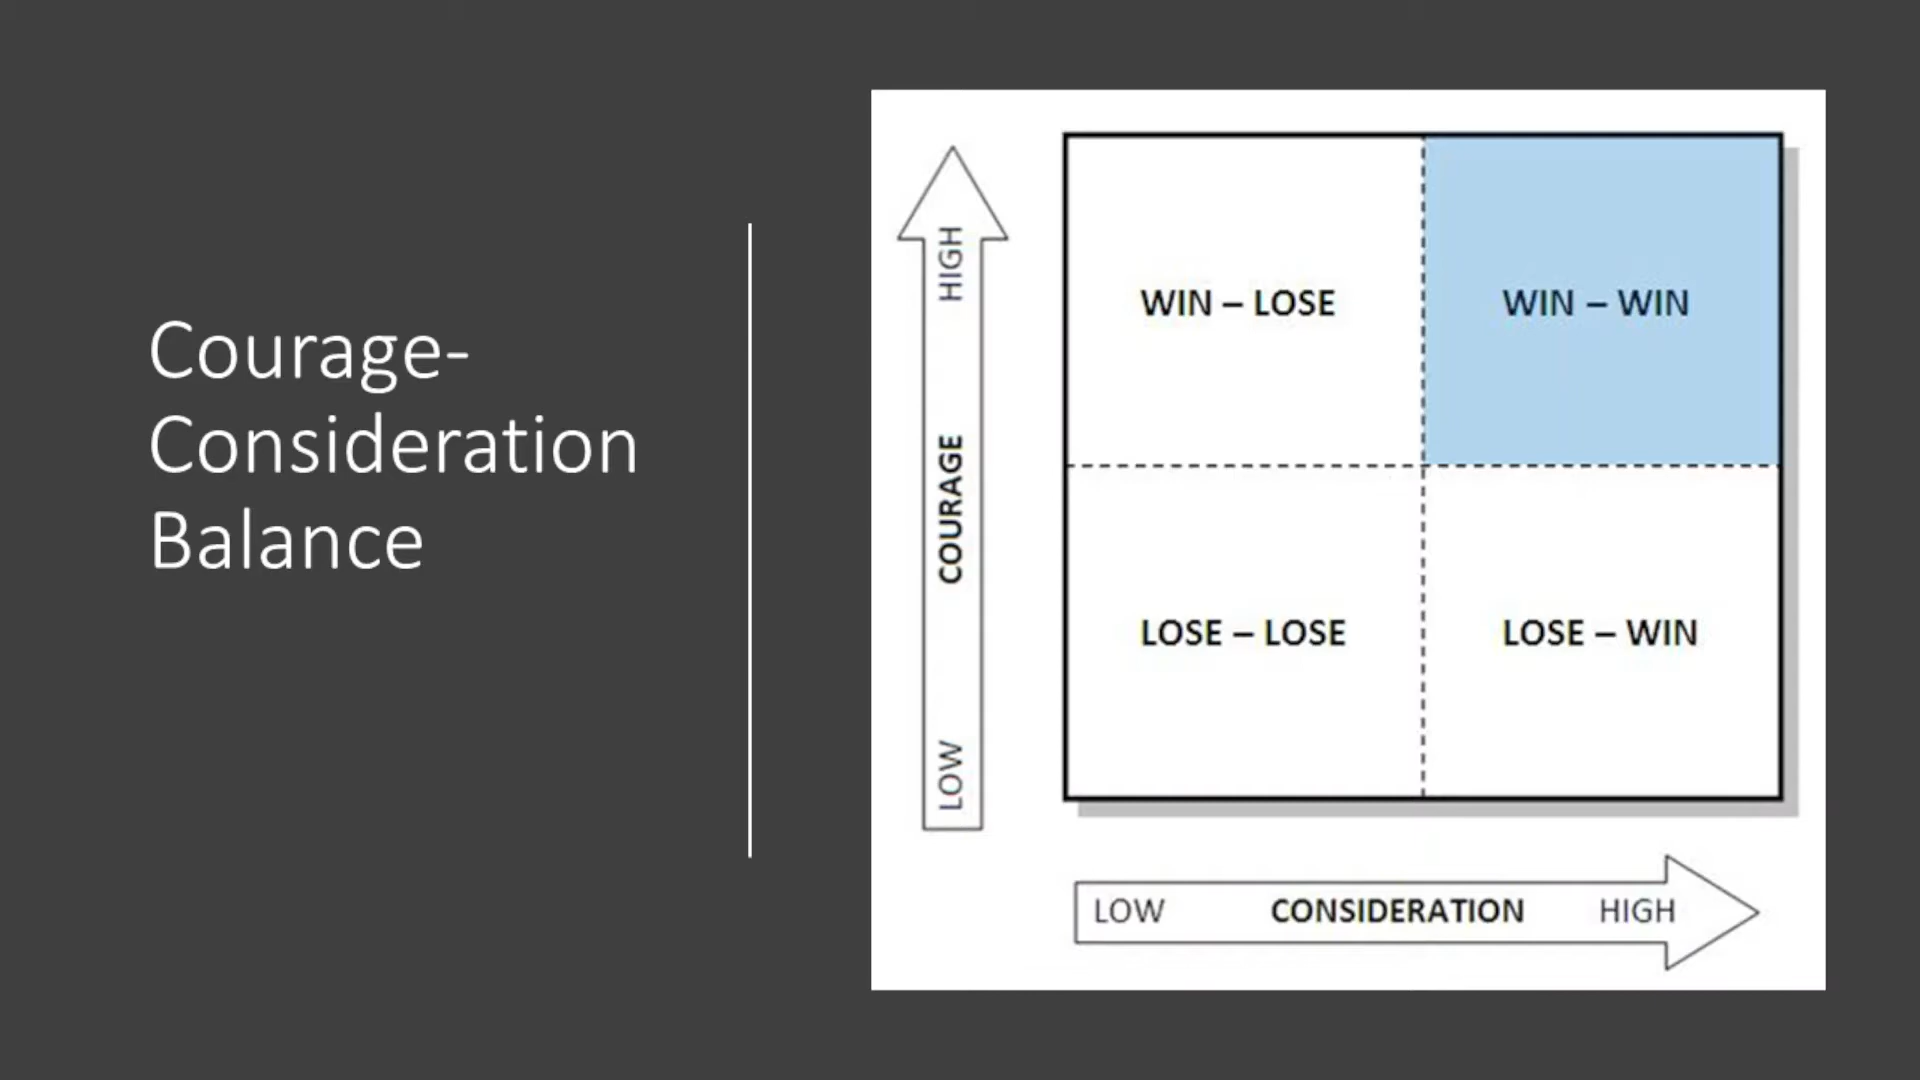 Courage-
Consideration
Balance
HIGH
COURAGE
LOW
WIN – LOSE
WIN – WIN
LOSE – LOSE
LOSE – WIN
LOW CONSIDERATION HIGH